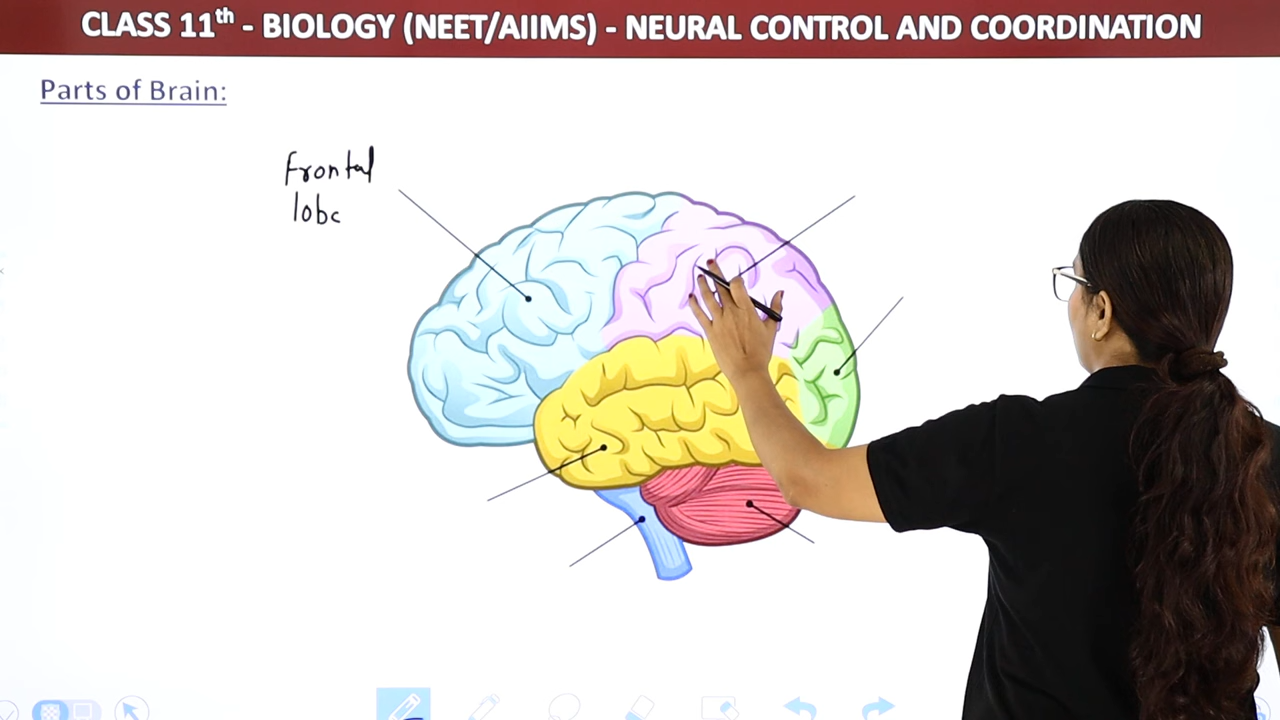 CLASS 11th - BIOLOGY (NEET/AIIMS) - NEURAL CONTROL AND COORDINATION
Parts of Brain:
Frontal
lobe